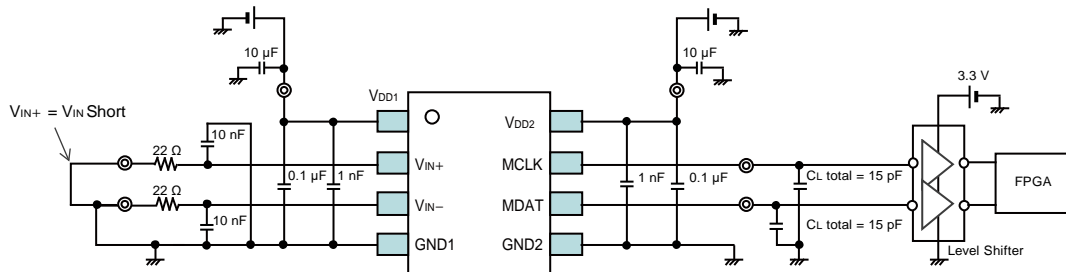 10 µF
10 µF
3.3 V
VDD1
VDD2
VIN+ = VIN Short
10 nF
22 Ω
VIN+
MCLK
0.1 µF
1 nF
1 nF
0.1 µF
CL total = 15 pF
FPGA
22 Ω
VIN−
MDAT
10 nF
CL total = 15 pF
GND1
GND2
Level Shifter